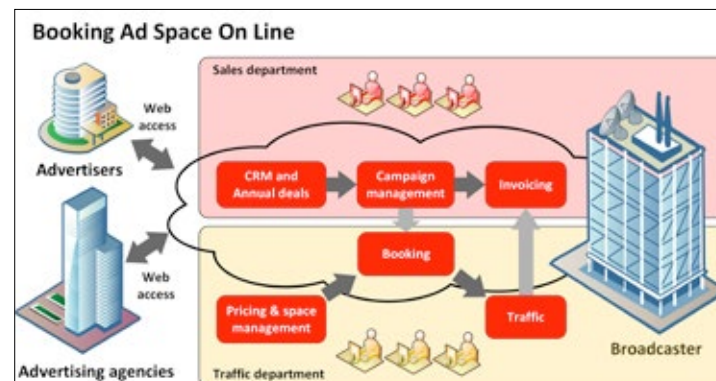 Booking Ad Space On Line
Sales department
Web
access
Advertisers
CRM and
Annual deals
Campaign
management
Invoicing
Booking
Web
access
Pricing & space
management
Traffic
Broadcaster
Advertising agencies
Traffic department